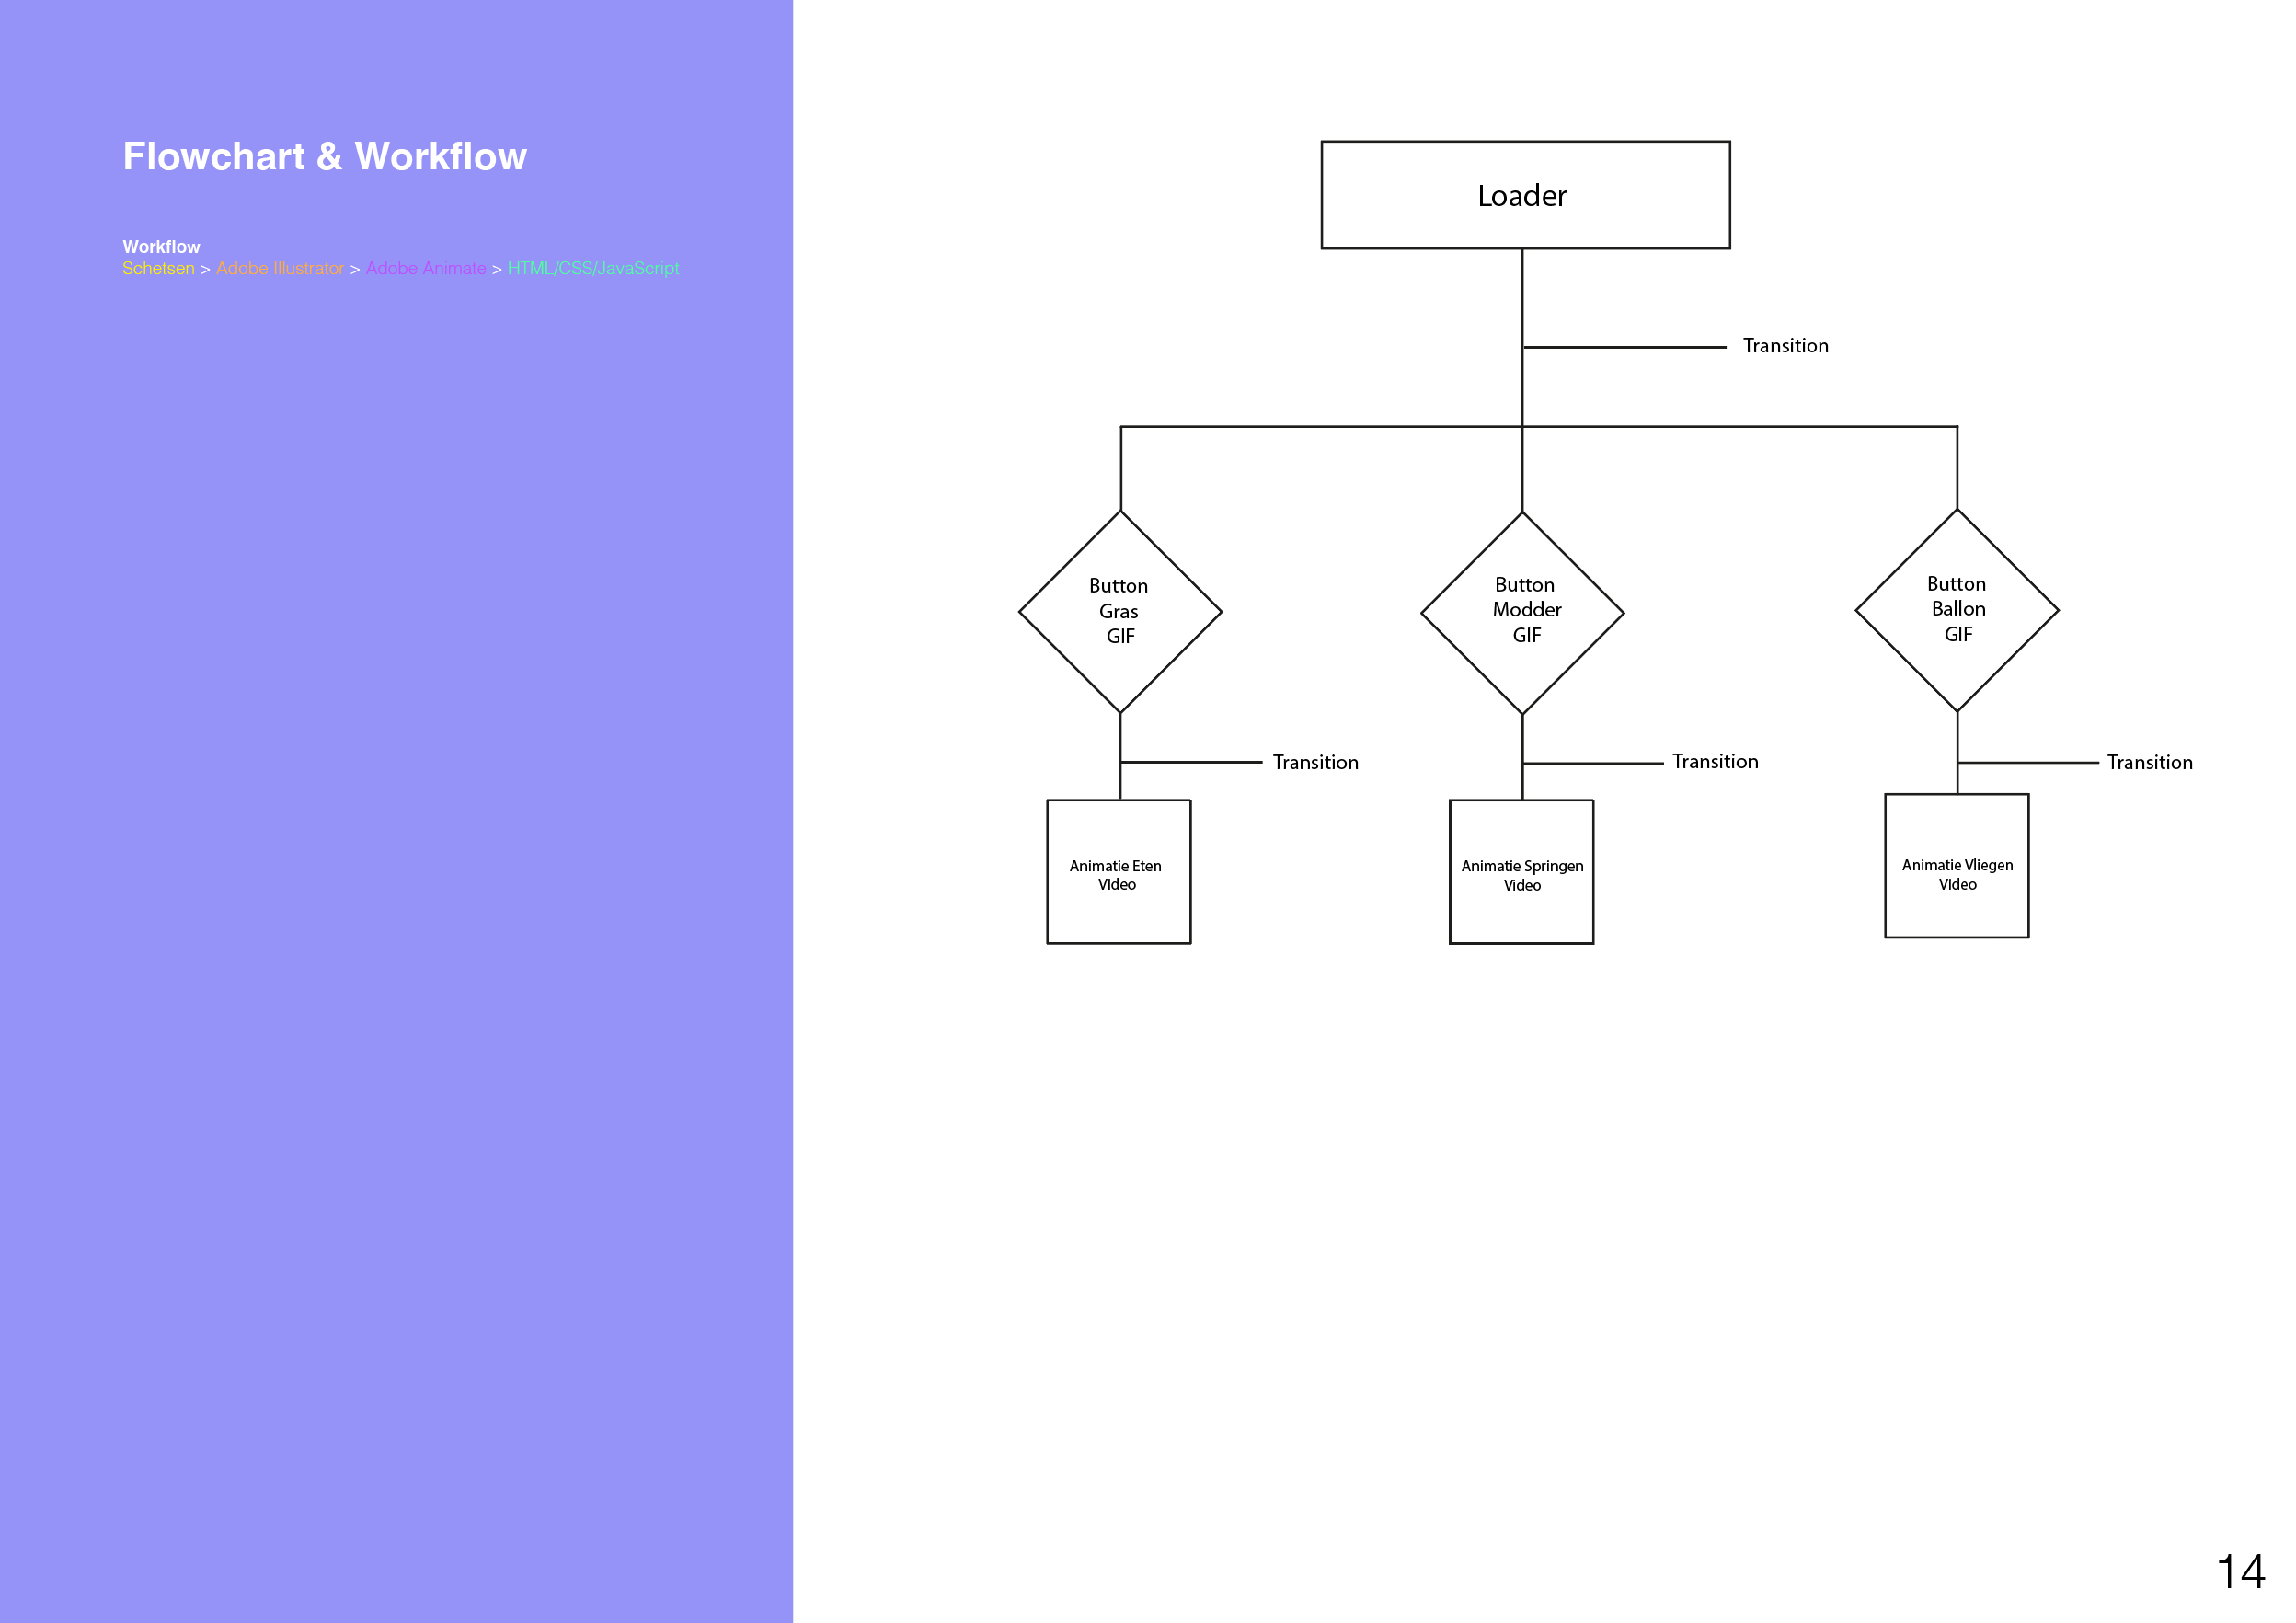 Flowchart & Workflow
Workflow
Schetsen > Adobe Illustrator > Adobe Animate > HTML/CSS/JavaScript
Loader
Transition
Button
Gras
GIF
Button
Modder
GIF
Button
Ballon
GIF
Transition
Transition
Transition
Animatie Eten
Video
Animatie Springen
Video
Animatie Vliegen
Video
14